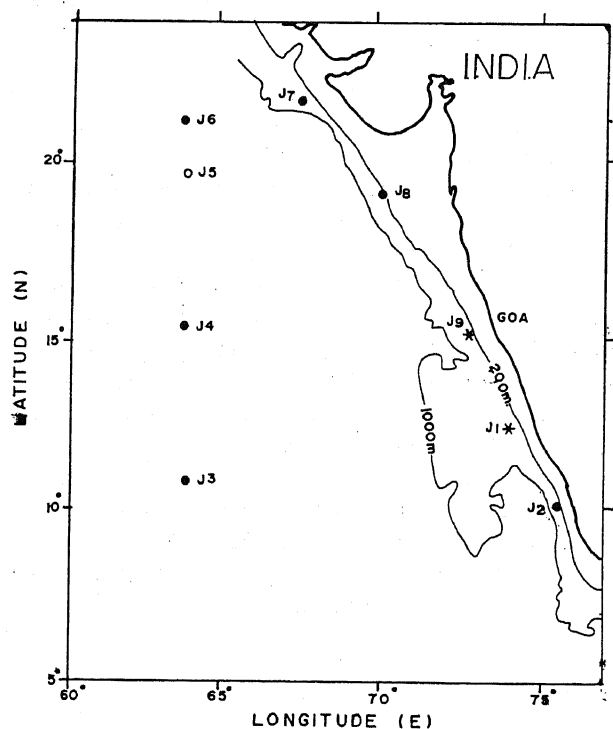 INDIA
J7
J6
20°
J5
J8
J9
GOA
J4
15°
200m.
1000m
J1
J3
10°
J2
5°
60°
65°
70°
75°
LATITUDE (N)
LONGITUDE (E)